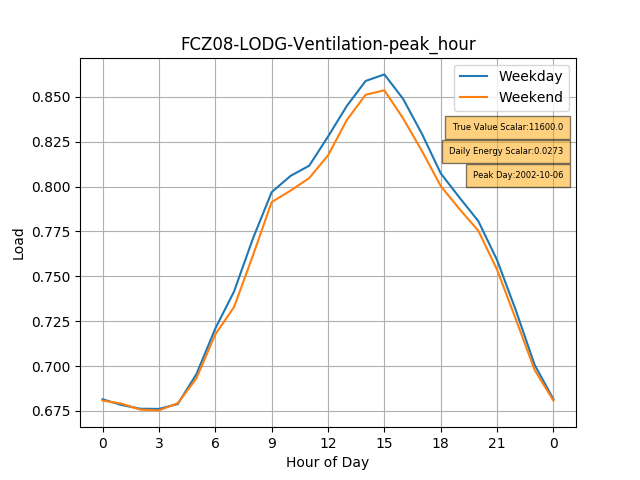 FCZ08-LODG-Ventilation-peak_hour
Weekday
Weekend
True Value Scalar:11600.0
Daily Energy Scalar:0.0273
Peak Day:2002-10-06
Load
0.850
0.825
0.800
0.775
0.750
0.725
0.700
0.675
0 3 6 9 12 15 18 21 0
Hour of Day